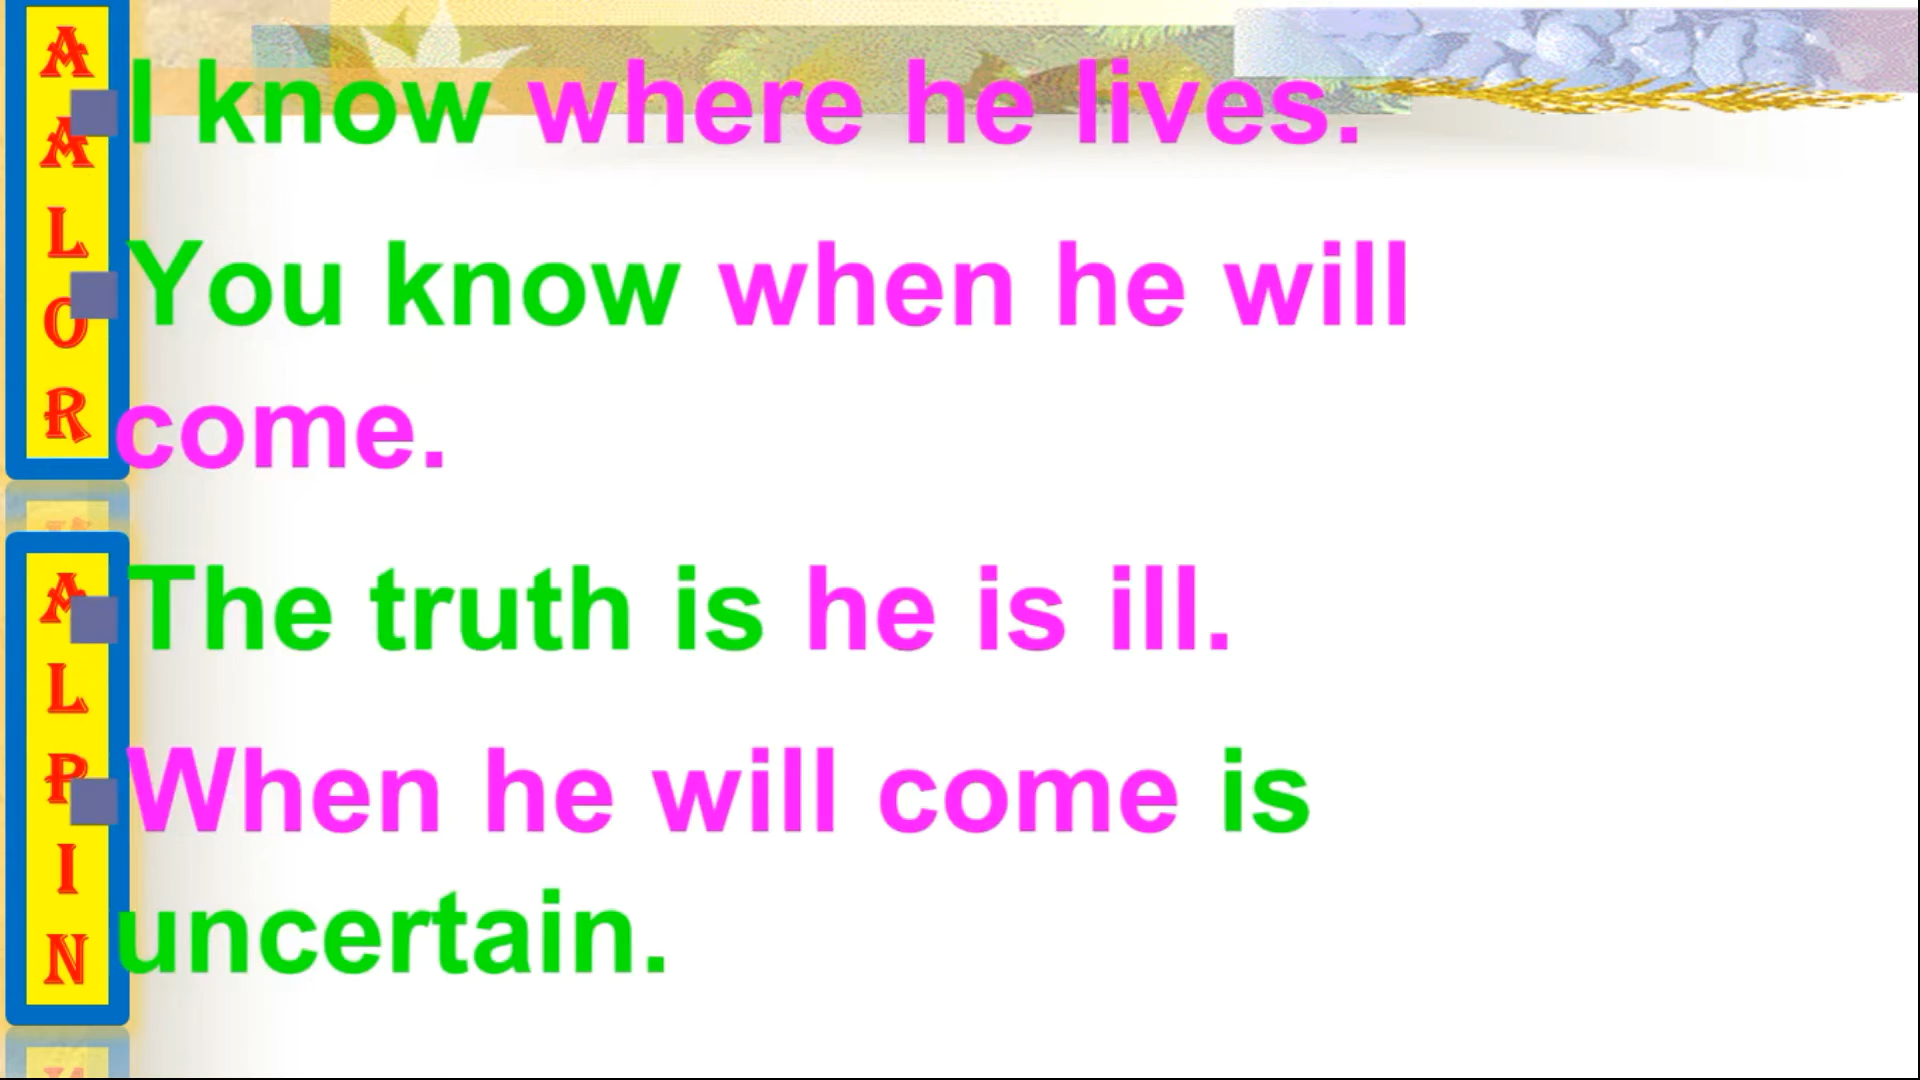 AALOR
ALPIN
I know where he lives.
You know when he will
come.
The truth is he is ill.
When he will come is
uncertain.